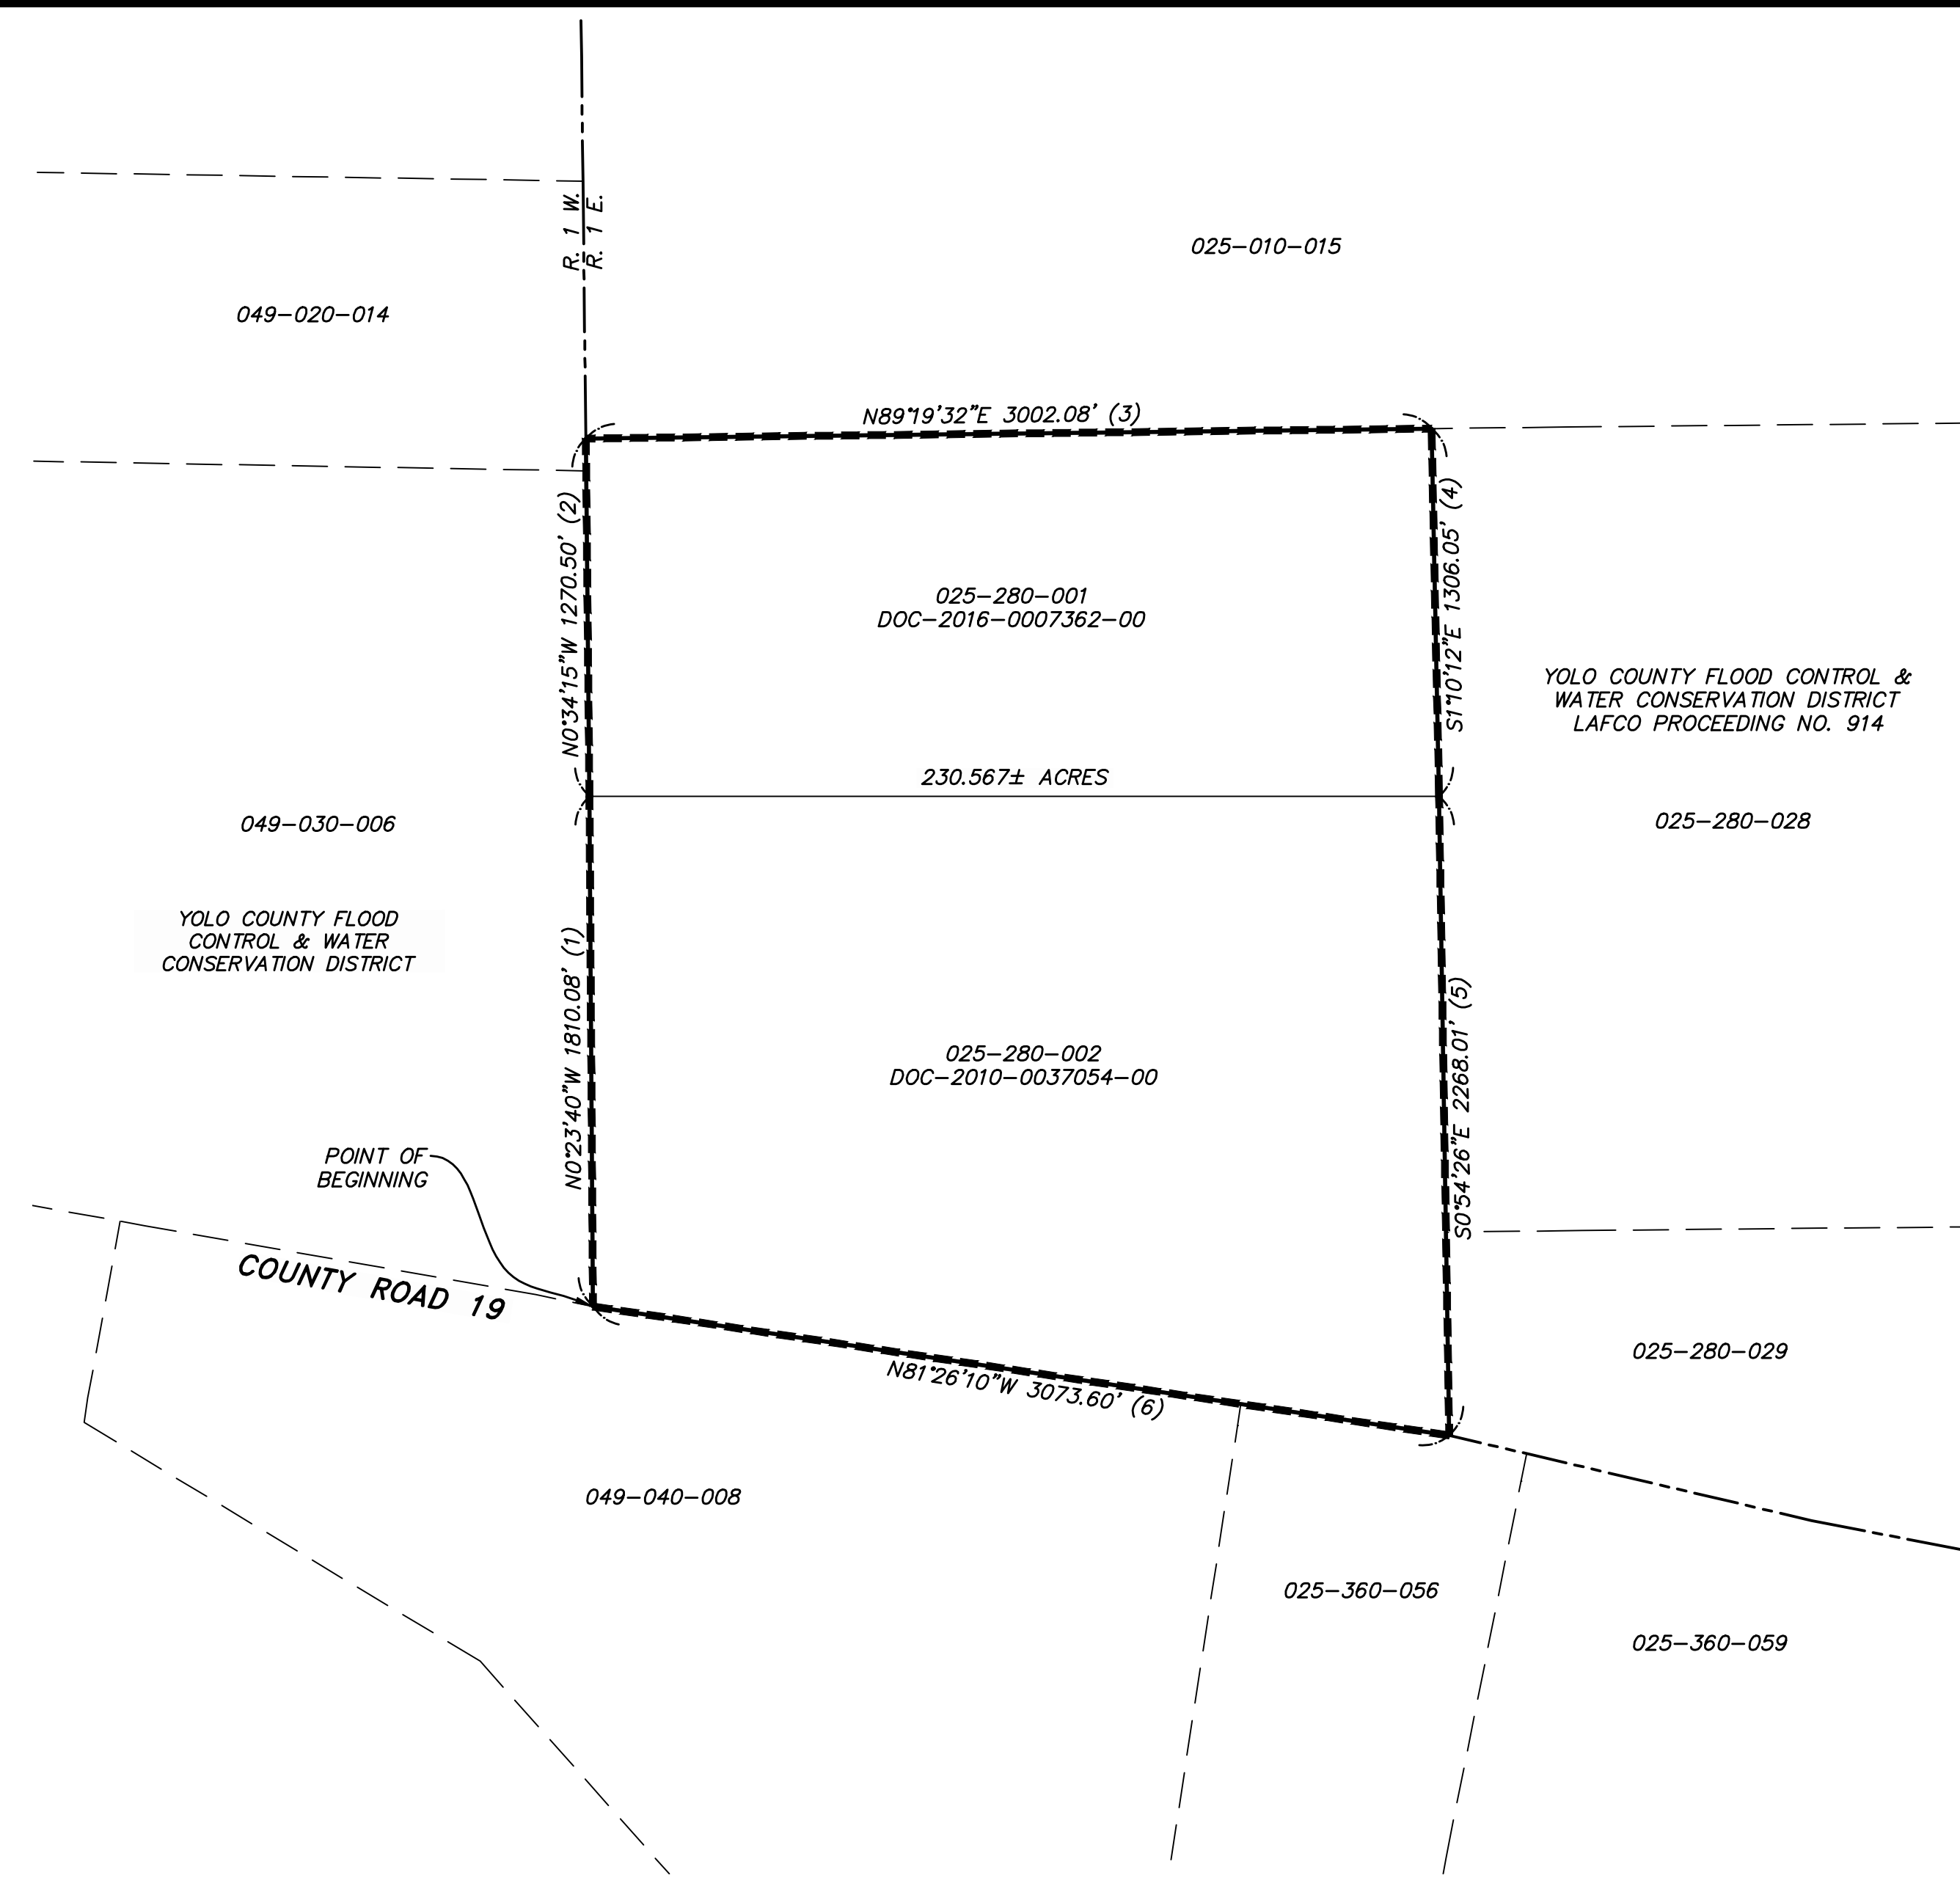 R. 1 W.
R. 1 E.
025-010-015
049-020-014
N89°19'32"E 3002.08' (3)
N0°34'15"W 1270.50' (2)
S1°10'12"E 1306.05' (4)
025-280-001
DOC-2016-0007362-00
YOLO COUNTY FLOOD CONTROL &
WATER CONSERVATION DISTRICT
LAFCO PROCEEDING NO. 914
230.567± ACRES
049-030-006
025-280-028
YOLO COUNTY FLOOD
CONTROL & WATER
CONSERVATION DISTRICT
N0°23'40"W 1810.08' (1)
S0°54'26"E 2268.01' (5)
025-280-002
DOC-2010-0037054-00
POINT OF
BEGINNING
COUNTY ROAD 19
N81°26'10"W 3073.60' (6)
025-280-029
049-040-008
025-360-056
025-360-059